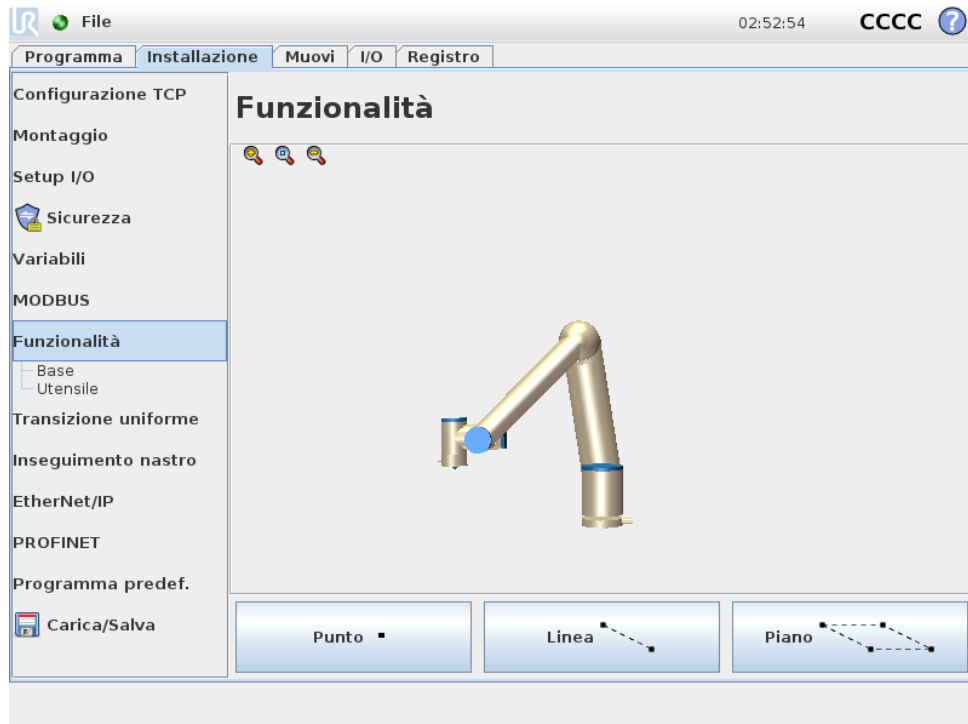 UR File 02:52:54 CCCC ?
Programma Installazione Muovi I/O Registro
Configurazione TCP
Montaggio
Setup I/O
Sicurezza
Variabili
MODBUS
Funzionalità
Base
Utensile
Transizione uniforme
Inseguimento nastro
EtherNet/IP
PROFINET
Programma predef.
Carica/Salva
Funzionalità
Punto Linea Piano